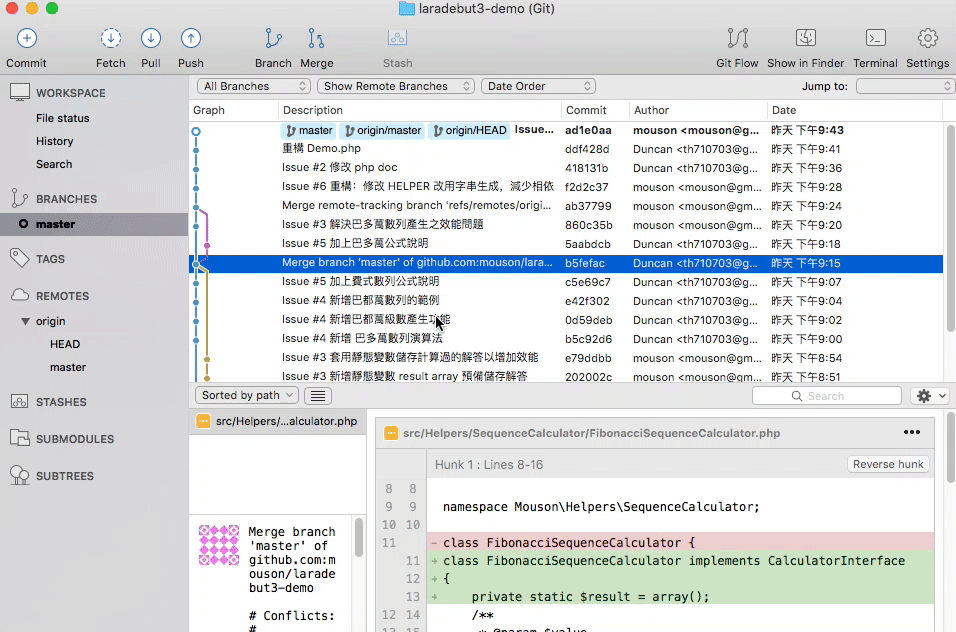 laradebut3-demo (Git)
Commit Fetch Pull Push Branch Merge Stash Git Flow Show in Finder Terminal Settings
All Branches Show Remote Branches Date Order Jump to:
WORKSPACE
File status
History
Search
BRANCHES
master
TAGS
REMOTES
origin
HEAD
master
STASHES
SUBMODULES
SUBTREES
Graph Description Commit Author Date
master origin/master origin/HEAD Issue... ad1e0aa mouson <mouson@g... 昨天 下午9:43
重構 Demo.php ddf428d Duncan <th710703@g... 昨天 下午9:41
Issue #2 修改 php doc 418131b Duncan <th710703@g... 昨天 下午9:36
Issue #6 重構：修改 HELPER 改用字串生成，減少相依 f2d2c37 mouson <mouson@gm... 昨天 下午9:28
Merge remote-tracking branch 'refs/remotes/origi... ab37799 mouson <mouson@gm... 昨天 下午9:24
Issue #3 解決巴多萬數列產生之效能問題 860c35b mouson <mouson@gm... 昨天 下午9:20
Issue #5 加上巴多萬公式說明 5aabdcb Duncan <th710703@g... 昨天 下午9:18
Merge branch 'master' of github.com:mouson/lara... b5fefac Duncan <th710703@g... 昨天 下午9:15
Issue #5 加上費式數列公式說明 c5e69c7 Duncan <th710703@g... 昨天 下午9:07
Issue #4 新增巴都萬數列的範例 e42f302 Duncan <th710703@g... 昨天 下午9:04
Issue #4 新增巴都萬級數產生功能 0d59deb Duncan <th710703@g... 昨天 下午9:02
Issue #4 新增 巴多萬數列演算法 b5c92d6 Duncan <th710703@g... 昨天 下午9:00
Issue #3 套用靜態變數儲存計算過的解答以增加效能 e79ddbb mouson <mouson@gm... 昨天 下午8:54
Issue #3 新增靜態變數 result array 預備儲存解答 202002c mouson <mouson@gm... 昨天 下午8:51
Sorted by path Search
src/Helpers/...alculator.php
Merge branch
'master' of
github.com:m
ouson/larade
but3-demo
# Conflicts:
#
src/Helpers/SequenceCalculator/FibonacciSequenceCalculator.php
Hunk 1 : Lines 8-16 Reverse hunk
8 8
9 9 namespace Mouson\Helpers\SequenceCalculator;
10 10
11 - class FibonacciSequenceCalculator {
11 + class FibonacciSequenceCalculator implements CalculatorInterface
12 + {
13 + private static $result = array();
12 14 /**
13 15 * @param $value